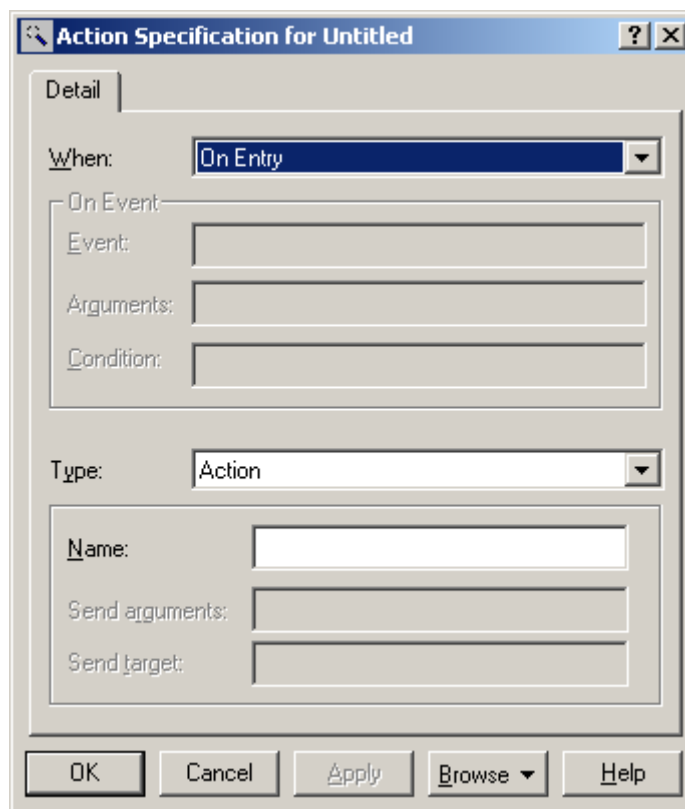 Action Specification for Untitled
Detail
When: On Entry
On Event
Event:
Arguments:
Condition:
Type: Action
Name:
Send arguments:
Send target:
OK Cancel Apply Browse Help